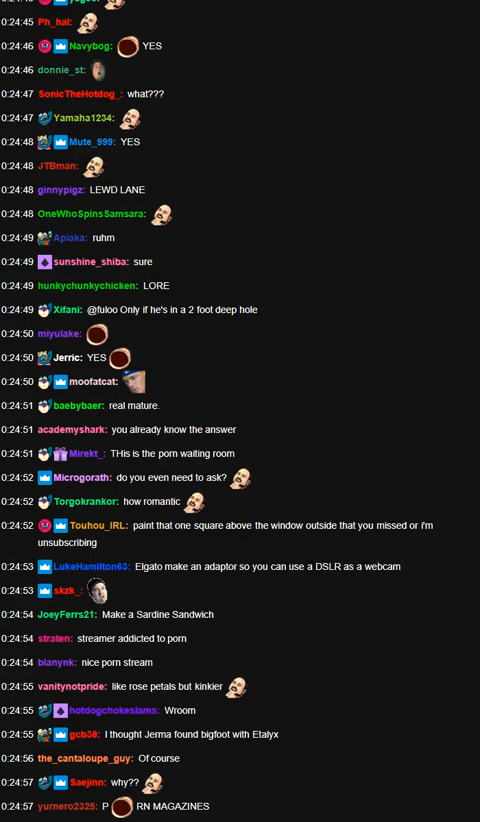 0:24:45 Ph_hai:
0:24:46 Navybog: YES
0:24:46 donnie_st:
0:24:47 SonicTheHotdog_: what???
0:24:47 Yamaha1234:
0:24:48 Mute_999: YES
0:24:48 JTBman:
0:24:48 ginnypigz: LEWD LANE
0:24:48 OneWhoSpinsSamsara:
0:24:49 Apiaka: ruhm
0:24:49 sunshine_shiba: sure
0:24:49 hunkychunkychicken: LORE
0:24:49 Xifani: @fuloo Only if he's in a 2 foot deep hole
0:24:50 miyulake:
0:24:50 Jerric: YES
0:24:50 moofatcat:
0:24:51 baebybaer: real mature.
0:24:51 academyshark: you already know the answer
0:24:51 Mirekt_: THis is the porn waiting room
0:24:52 Microgorath: do you even need to ask?
0:24:52 Torgokrankor: how romantic
0:24:52 Touhou_IRL: paint that one square above the window outside that you missed or i'm
unsubscribing
0:24:53 LukeHamilton63: Elgato make an adaptor so you can use a DSLR as a webcam
0:24:53 skzk_:
0:24:54 JoeyFerrs21: Make a Sardine Sandwich
0:24:54 straten: streamer addicted to porn
0:24:54 blanynk: nice porn stream
0:24:55 vanitynotpride: like rose petals but kinkier
0:24:55 hotdogchokeslams: Wroom
0:24:55 gcb38: I thought Jerma found bigfoot with Etalyx
0:24:56 the_cantaloupe_guy: Of course
0:24:57 Saejinn: why??
0:24:57 yurnero2325: P RN MAGAZINES